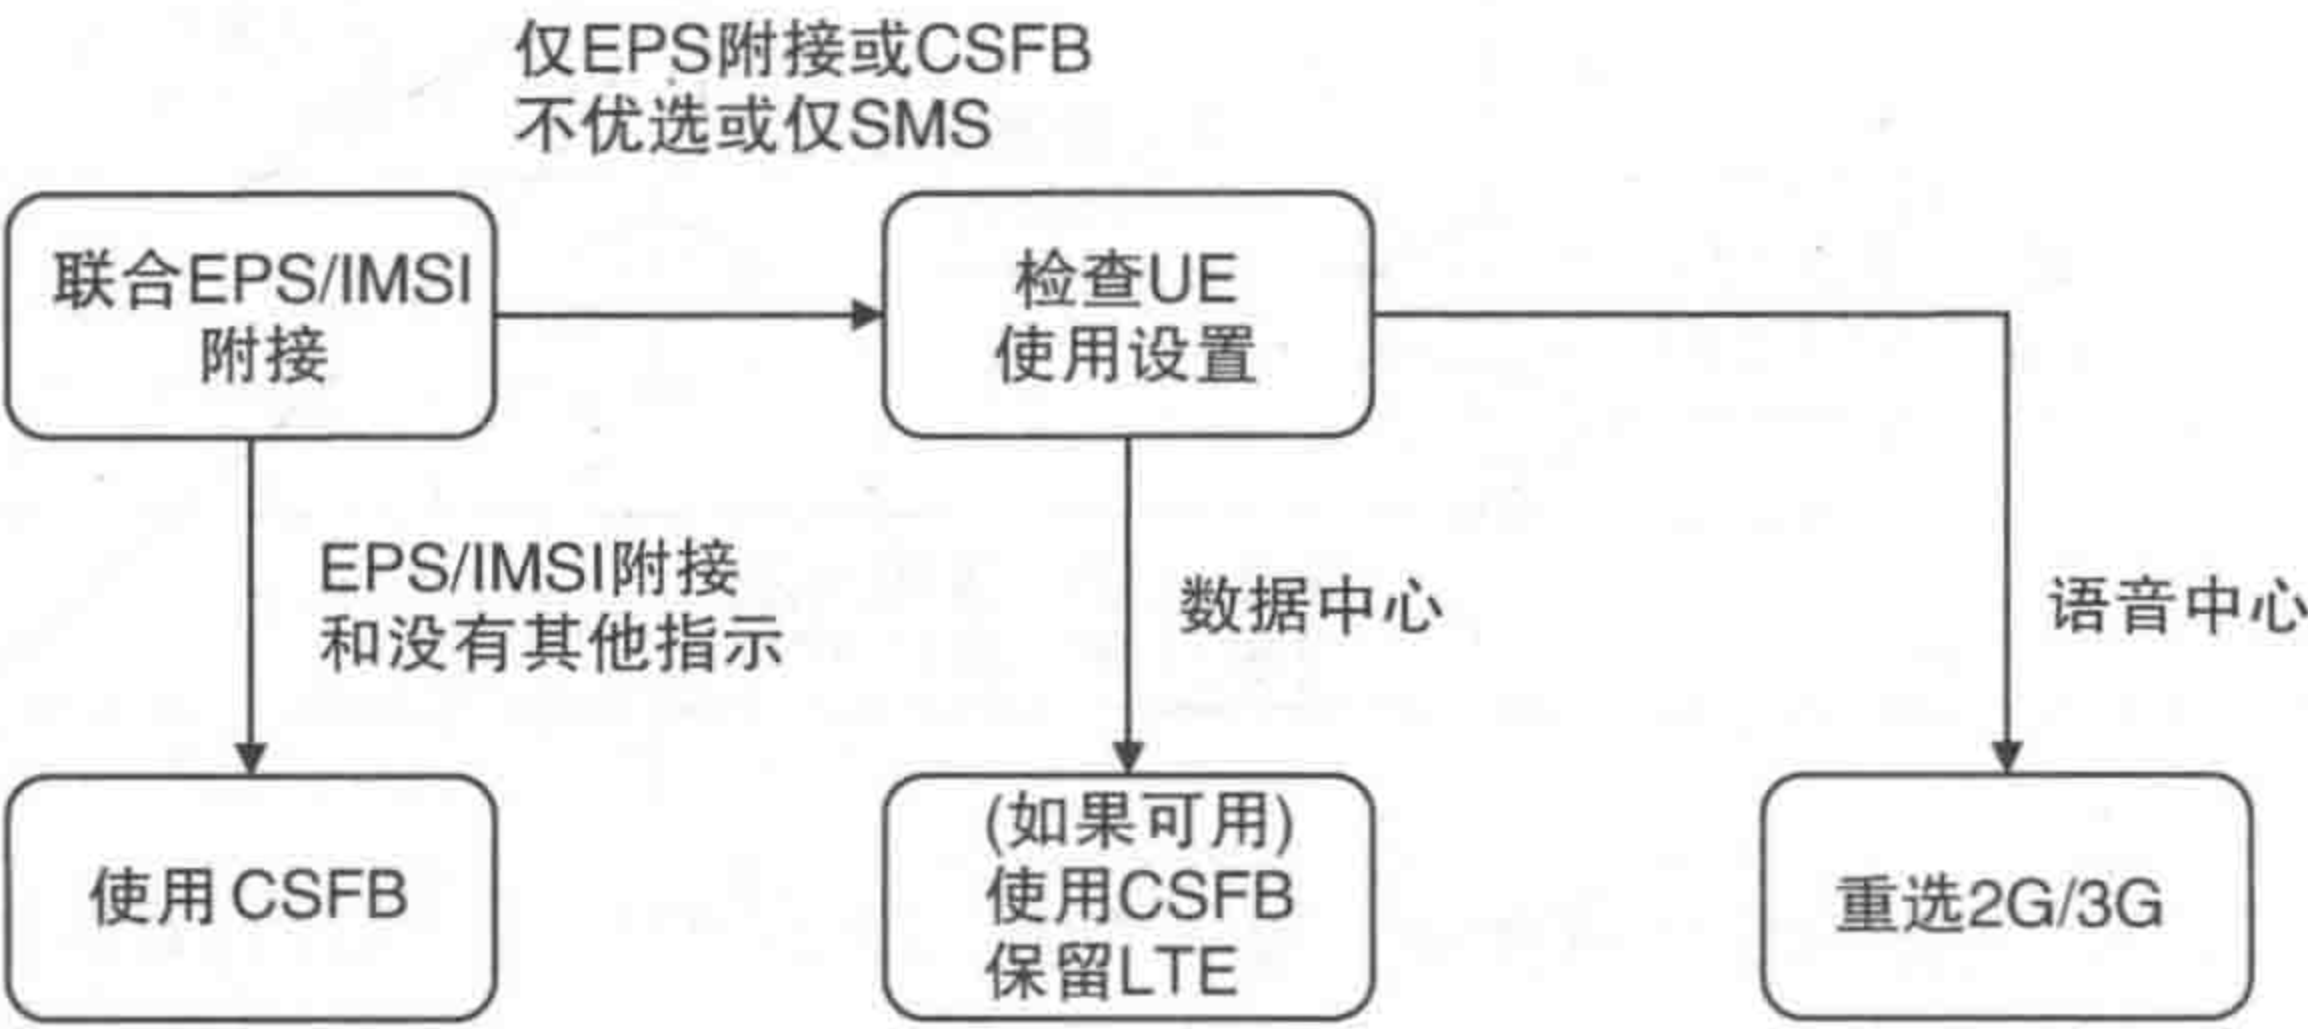 仅EPS附接或CSFB
不优选或仅SMS
联合EPS/IMSI
附接
检查UE
使用设置
EPS/IMSI附接
和没有其他指示
数据中心
语音中心
使用CSFB
(如果可用)
使用CSFB
保留LTE
重选2G/3G